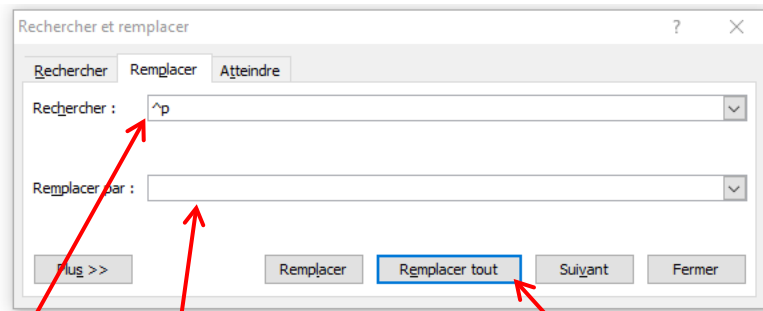 Rechercher et remplacer ?
Rechercher Remplacer Atteindre
Rechercher : ^p
Remplacer par :
Plus >> Remplacer Remplacer tout Suivant Fermer